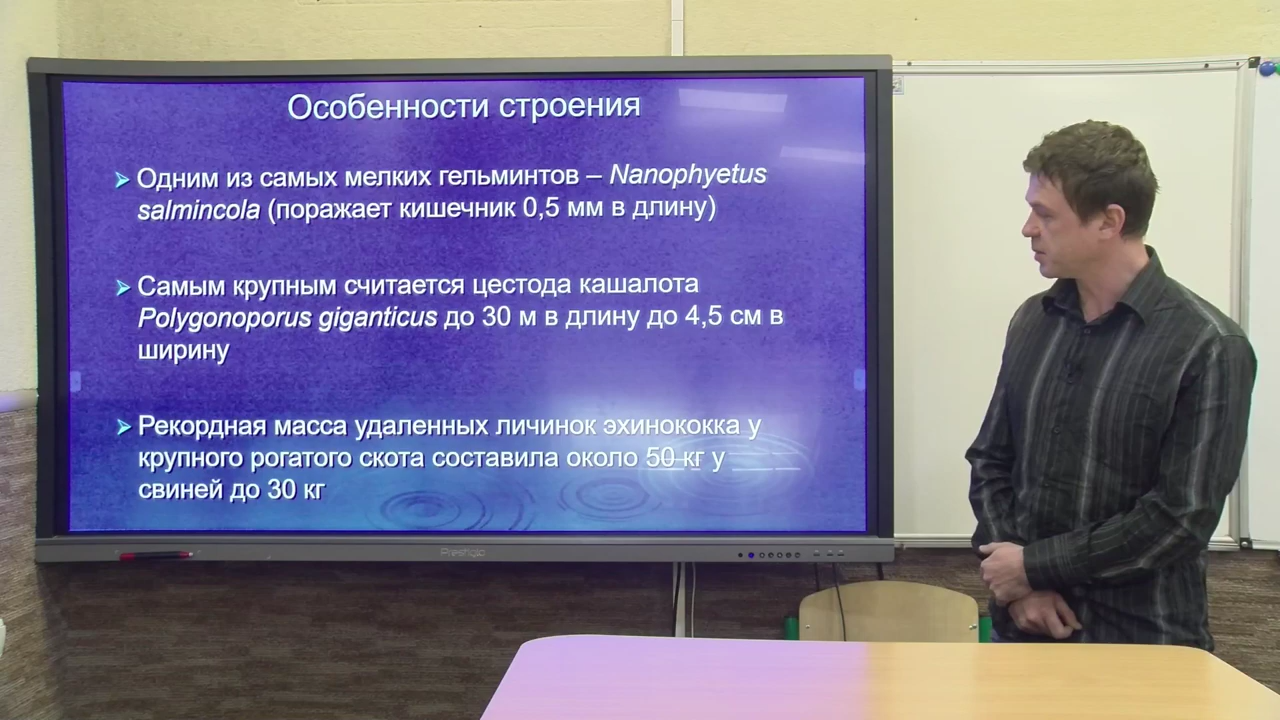 Особенности строения
Одним из самых мелких гельминтов – Nanophyetus
salmincola (поражает кишечник 0,5 мм в длину)
Самым крупным считается цестода кашалота
Polygonoporus giganticus до 30 м в длину до 4,5 см в
ширину
Рекордная масса удаленных личинок эхинококка у
крупного рогатого скота составила около 50 кг у
свиней до 30 кг
Prestigio